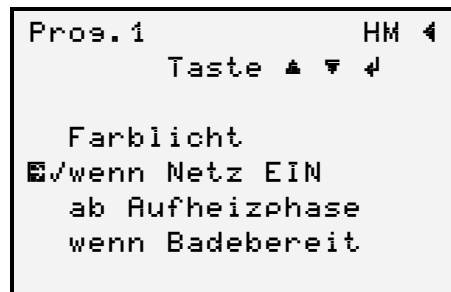 Prog.1 HM
Taste ▲ ▼ ↲
Farblicht
√wenn Netz EIN
ab Aufheizphase
wenn Badebereit